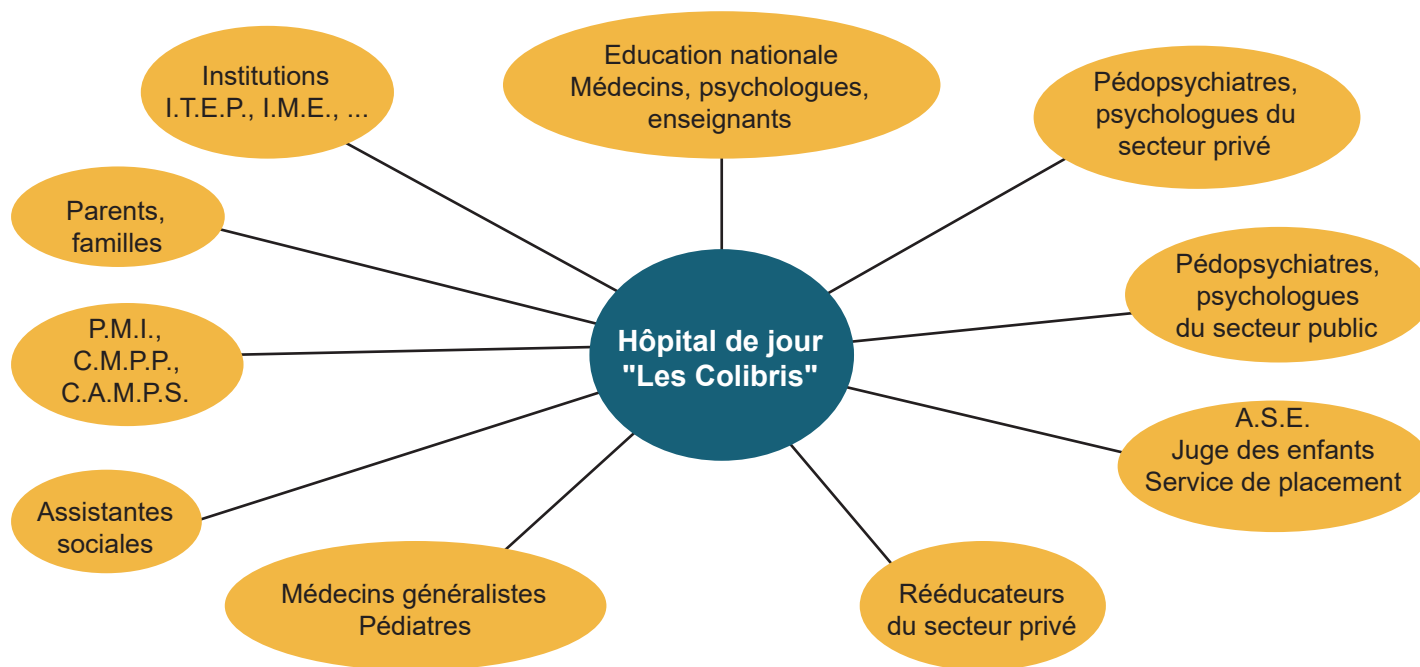 Institutions
I.T.E.P., I.M.E., ...
Education nationale
Médecins, psychologues,
enseignants
Pédopsychiatres,
psychologues du
secteur privé
Parents,
familles
Pédopsychiatres,
psychologues
du secteur public
P.M.I.,
C.M.P.P.,
C.A.M.P.S.
Hôpital de jour
"Les Colibris"
A.S.E.
Juge des enfants
Service de placement
Assistantes
sociales
Médecins généralistes
Pédiatres
Rééducateurs
du secteur privé